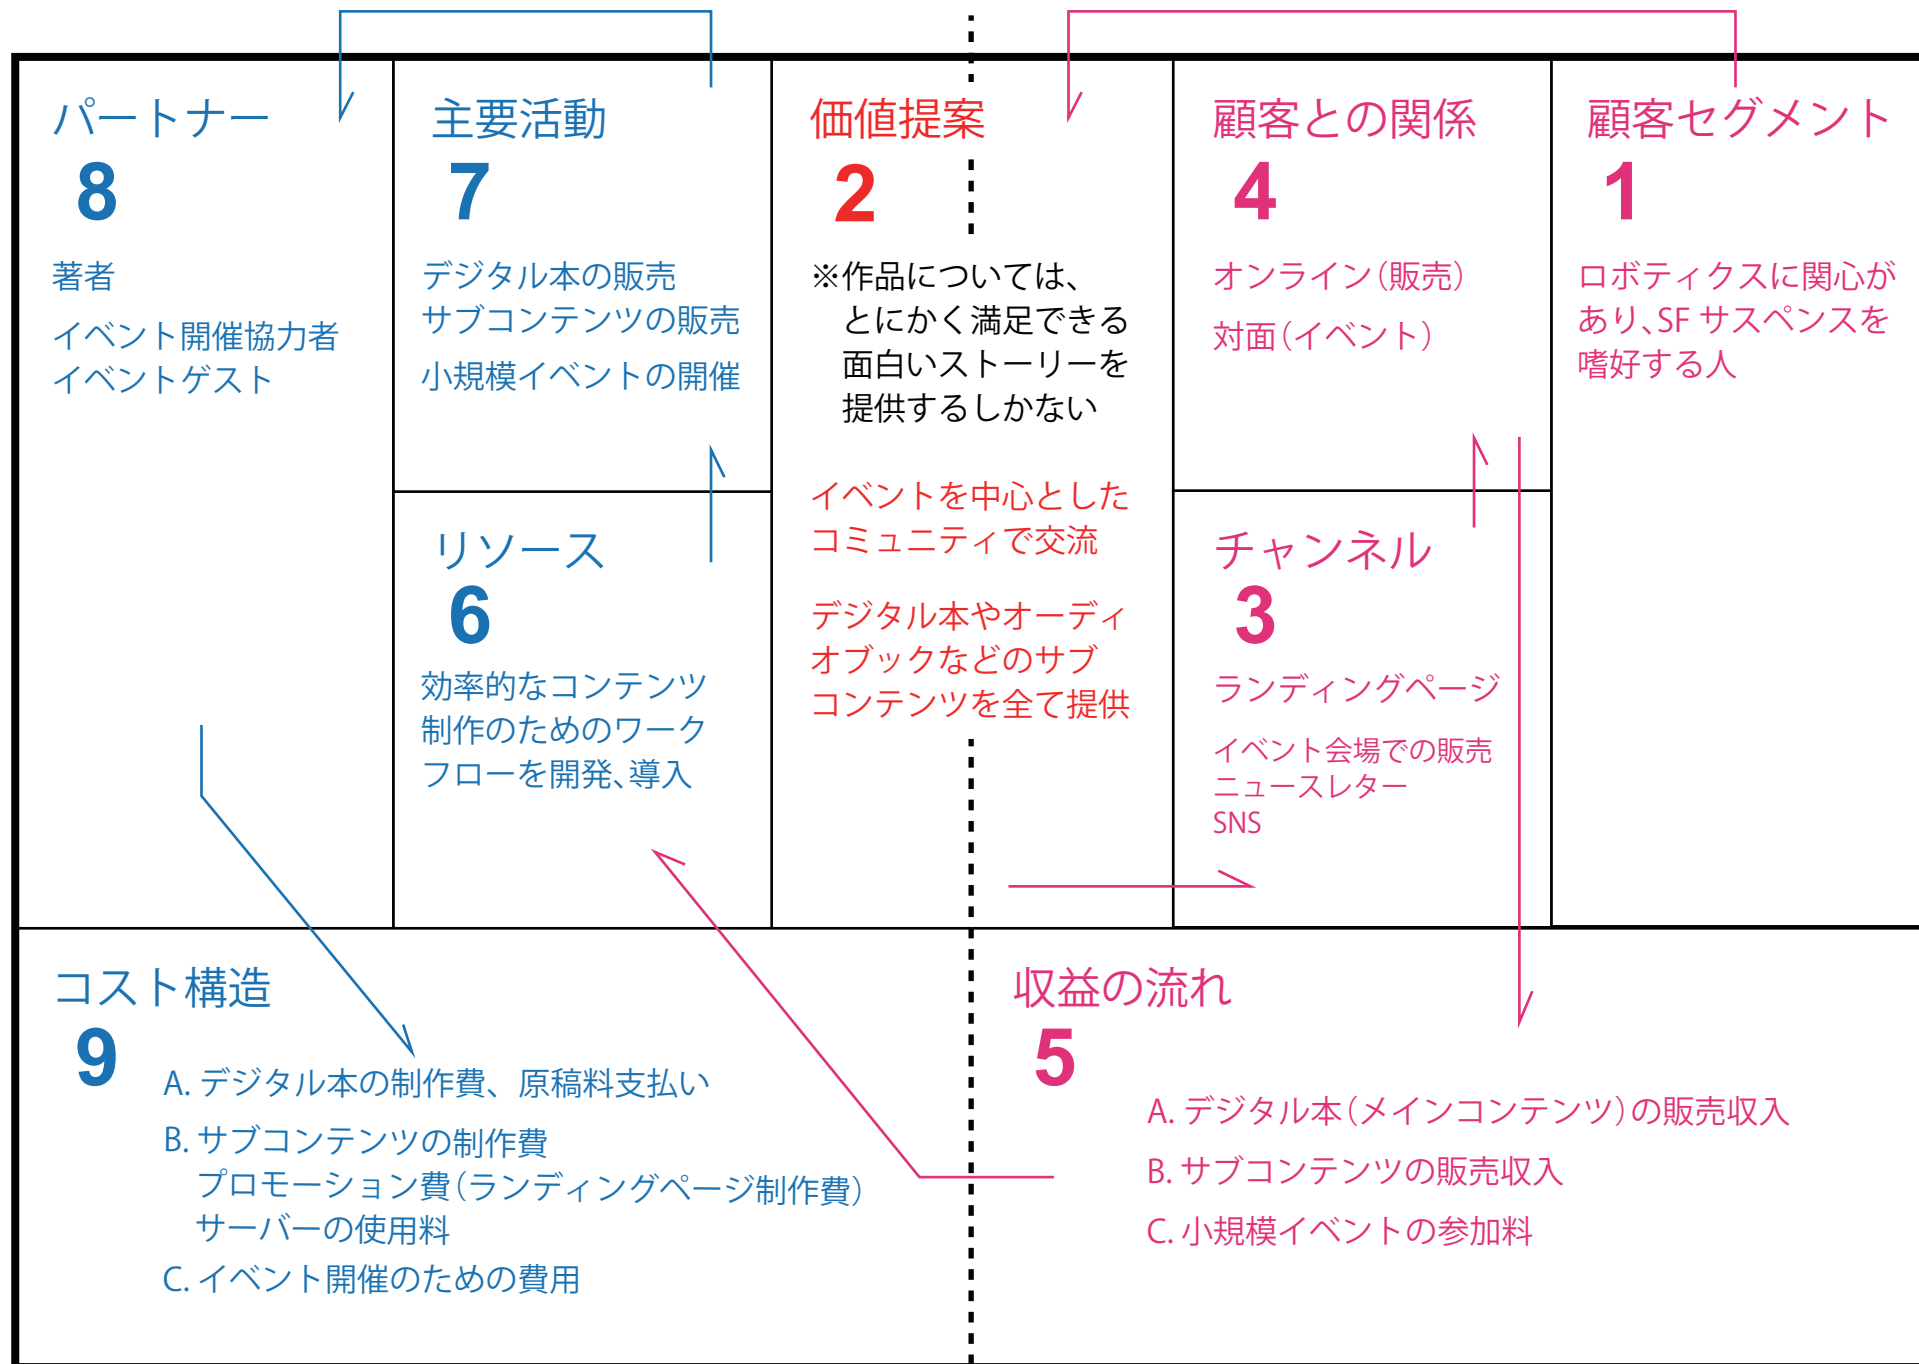 パートナー
8
著者
イベント開催協力者
イベントゲスト
主要活動
7
デジタル本の販売
サブコンテンツの販売
小規模イベントの開催
リソース
6
効率的なコンテンツ
制作のためのワーク
フローを開発、導入
価値提案
2
※作品については、
とにかく満足できる
面白いストーリーを
提供するしかない
イベントを中心とした
コミュニティで交流
デジタル本やオーディ
オブックなどのサブ
コンテンツを全て提供
顧客との関係
4
オンライン(販売)
対面(イベント)
チャンネル
3
ランディングページ
イベント会場での販売
ニュースレター
SNS
顧客セグメント
1
ロボティクスに関心が
あり、SF サスペンスを
嗜好する人
コスト構造
9
A. デジタル本の制作費、原稿料支払い
B. サブコンテンツの制作費
プロモーション費(ランディングページ制作費)
サーバーの使用料
C. イベント開催のための費用
収益の流れ
5
A. デジタル本(メインコンテンツ)の販売収入
B. サブコンテンツの販売収入
C. 小規模イベントの参加料